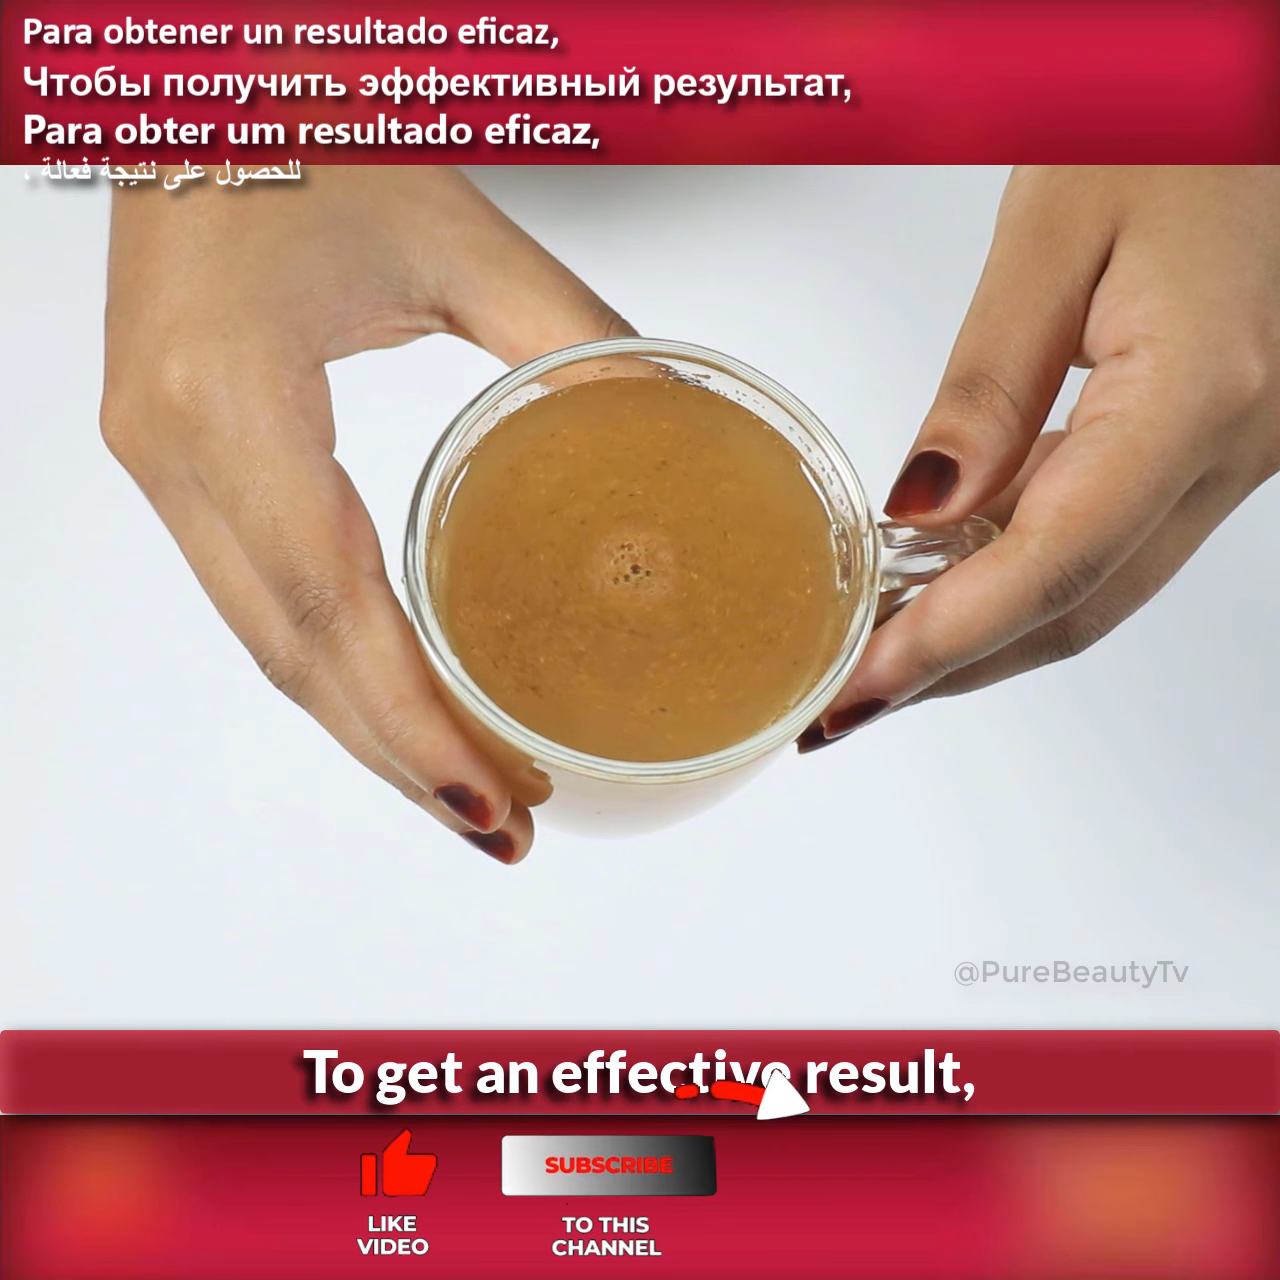 Para obtener un resultado eficaz,
Чтобы получить эффективный результат,
Para obter um resultado eficaz,
للحصول على نتيجة فعالة ،
@PureBeautyTv
To get an effective result,
SUBSCRIBE
LIKE
VIDEO
TO THIS
CHANNEL